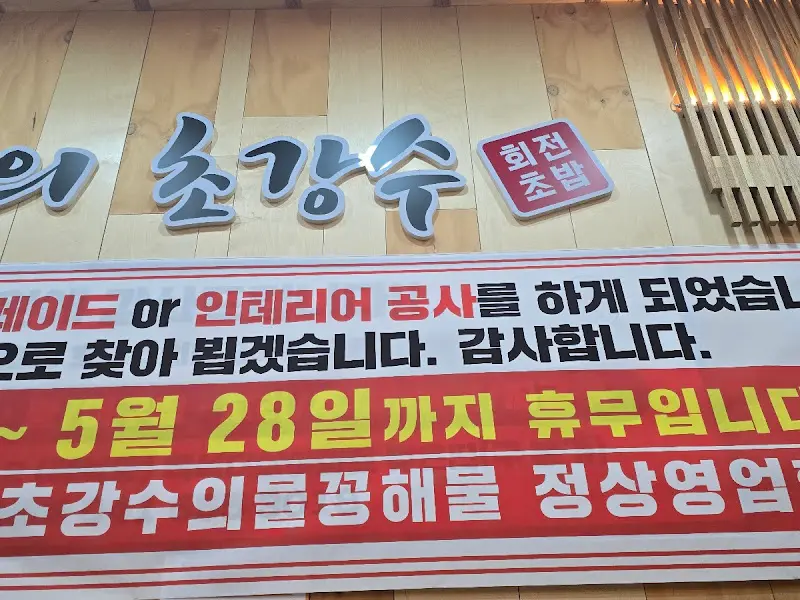 의 초강수 회전
초밥
레이드 or 인테리어 공사를 하게 되었습니
으로 찾아 뵙겠습니다. 감사합니다.
~ 5월 28일까지 휴무입니다
초강수의물꽁해물 정상영업